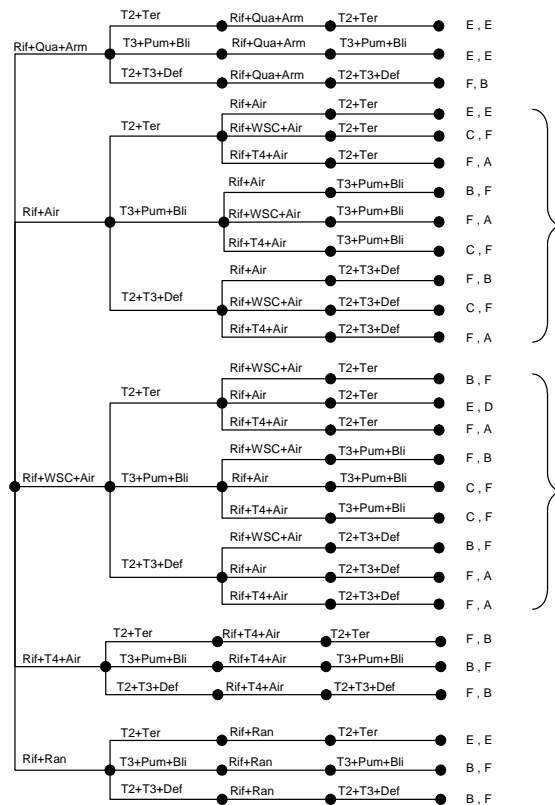 T2+Ter Rif+Qua+Arm T2+Ter E , E
Rif+Qua+Arm T3+Pum+Bli Rif+Qua+Arm T3+Pum+Bli E , E
T2+T3+Def Rif+Qua+Arm T2+T3+Def F, B
Rif+Air T2+Ter E , E
T2+Ter Rif+WSC+Air T2+Ter C , F
Rif+T4+Air T2+Ter F , A
Rif+Air T3+Pum+Bli B , F
Rif+Air T3+Pum+Bli Rif+WSC+Air T3+Pum+Bli F , A
Rif+T4+Air T3+Pum+Bli C , F
Rif+Air T2+T3+Def F , B
T2+T3+Def Rif+WSC+Air T2+T3+Def C , F
Rif+T4+Air T2+T3+Def F , A
Rif+WSC+Air T2+Ter B , F
T2+Ter Rif+Air T2+Ter E , D
Rif+T4+Air T2+Ter F , A
Rif+WSC+Air T3+Pum+Bli F , B
Rif+WSC+Air T3+Pum+Bli Rif+Air T3+Pum+Bli C , F
Rif+T4+Air T3+Pum+Bli C , F
Rif+WSC+Air T2+T3+Def B , F
T2+T3+Def Rif+Air T2+T3+Def F , A
Rif+T4+Air T2+T3+Def F , A
T2+Ter Rif+T4+Air T2+Ter F , B
Rif+T4+Air T3+Pum+Bli Rif+T4+Air T3+Pum+Bli B , F
T2+T3+Def Rif+T4+Air T2+T3+Def F , B
T2+Ter Rif+Ran T2+Ter E , E
Rif+Ran T3+Pum+Bli Rif+Ran T3+Pum+Bli B , F
T2+T3+Def Rif+Ran T2+T3+Def B , F